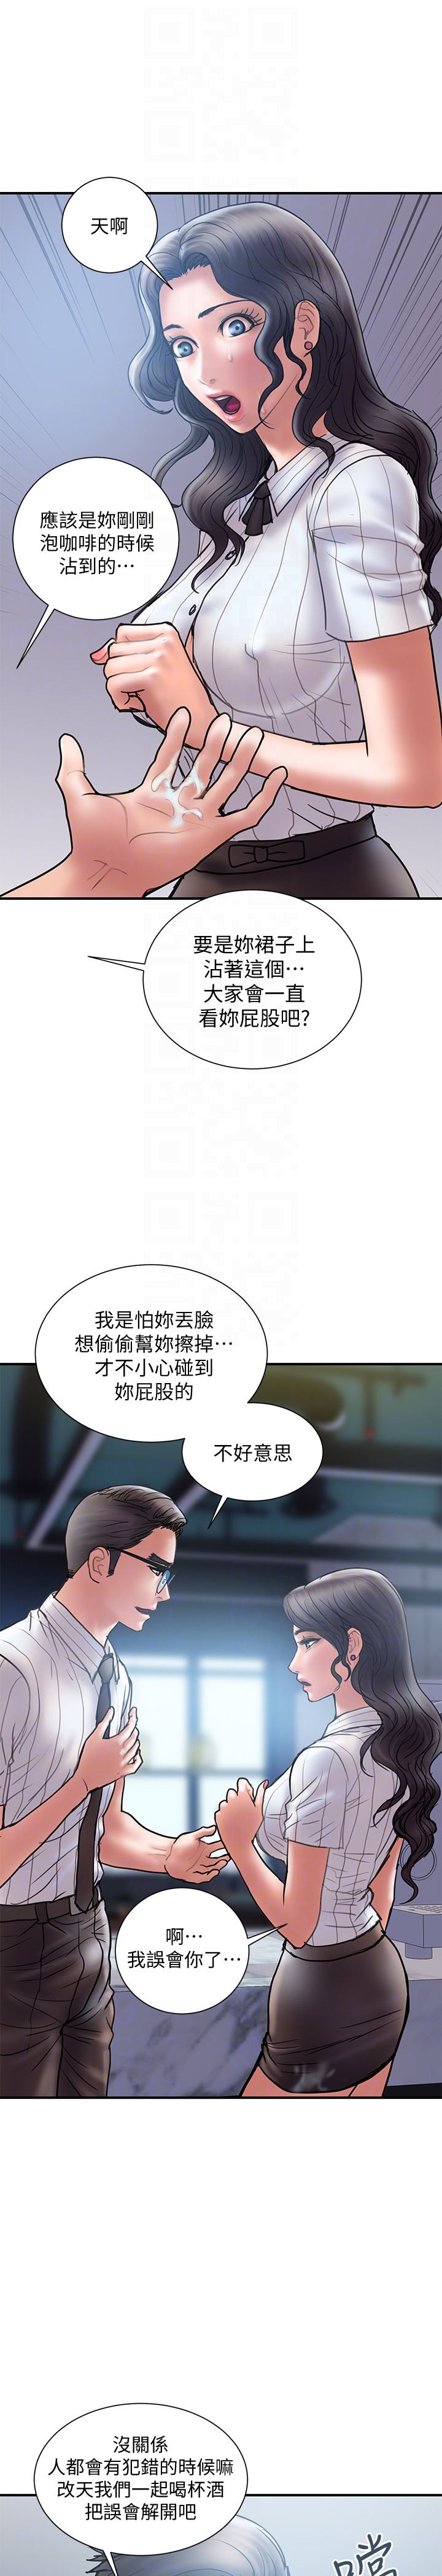 天啊
應該是妳剛剛
泡咖啡的時候
沾到的⋯
要是妳裙子上
沾著這個⋯
大家會一直
看妳屁股吧?
我是怕妳丟臉
想偷偷幫妳擦掉⋯
才不小心碰到
妳屁股的
不好意思
啊⋯
我誤會你了⋯
沒關係
人都會有犯錯的時候嘛
改天我們一起喝杯酒
把誤會解開吧